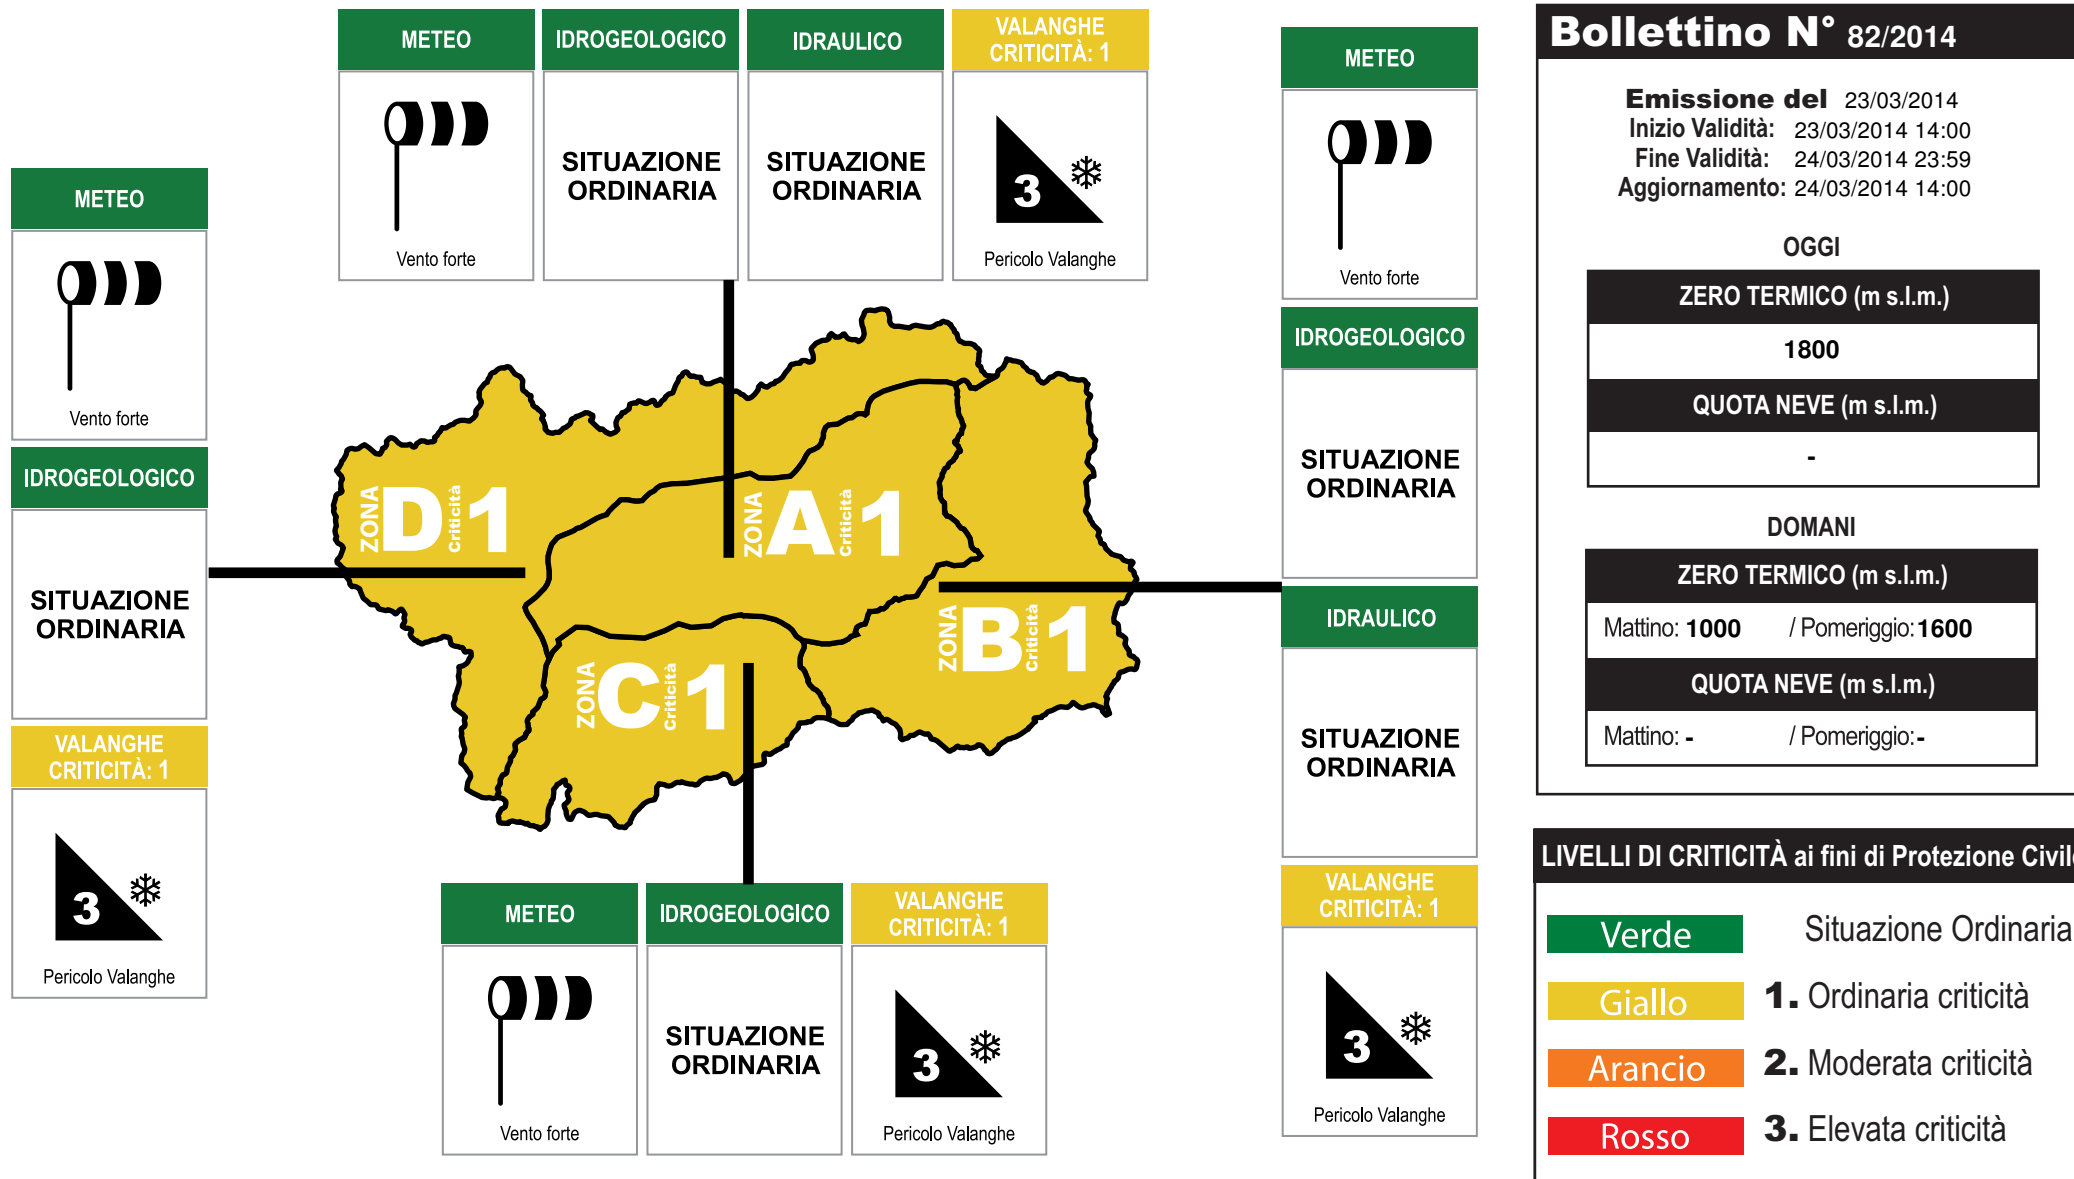 METEO
IDROGEOLOGICO
IDRAULICO
VALANGHE
CRITICITÀ: 1
Vento forte
SITUAZIONE
ORDINARIA
SITUAZIONE
ORDINARIA
3
Pericolo Valanghe
METEO
Vento forte
IDROGEOLOGICO
SITUAZIONE
ORDINARIA
VALANGHE
CRITICITÀ: 1
3
Pericolo Valanghe
ZONA D Criticità 1
ZONA A Criticità 1
ZONA B Criticità 1
ZONA C Criticità 1
METEO
Vento forte
IDROGEOLOGICO
SITUAZIONE
ORDINARIA
IDRAULICO
SITUAZIONE
ORDINARIA
VALANGHE
CRITICITÀ: 1
3
Pericolo Valanghe
METEO
IDROGEOLOGICO
VALANGHE
CRITICITÀ: 1
Vento forte
SITUAZIONE
ORDINARIA
3
Pericolo Valanghe
Bollettino N° 82/2014
Emissione del 23/03/2014
Inizio Validità: 23/03/2014 14:00
Fine Validità: 24/03/2014 23:59
Aggiornamento: 24/03/2014 14:00
OGGI
ZERO TERMICO (m s.l.m.)
1800
QUOTA NEVE (m s.l.m.)
-
DOMANI
ZERO TERMICO (m s.l.m.)
Mattino: 1000 / Pomeriggio: 1600
QUOTA NEVE (m s.l.m.)
Mattino: - / Pomeriggio: -
LIVELLI DI CRITICITÀ ai fini di Protezione Civile
Verde Situazione Ordinaria
Giallo 1. Ordinaria criticità
Arancio 2. Moderata criticità
Rosso 3. Elevata criticità